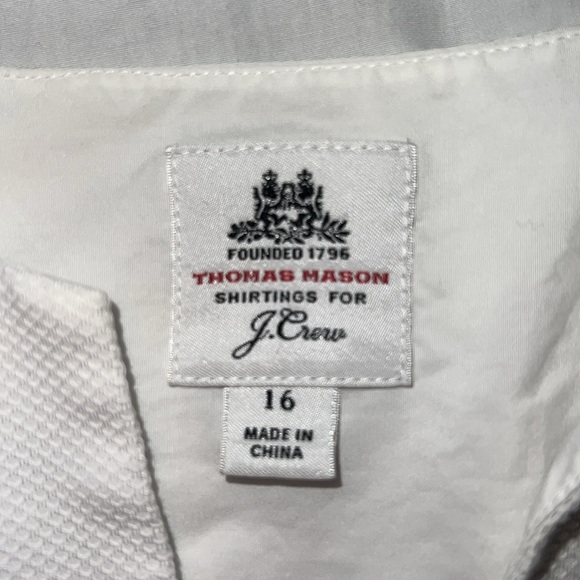 FOUNDED 1796
THOMAS MASON
SHIRTINGS FOR
J.Crew
16
MADE IN
CHINA